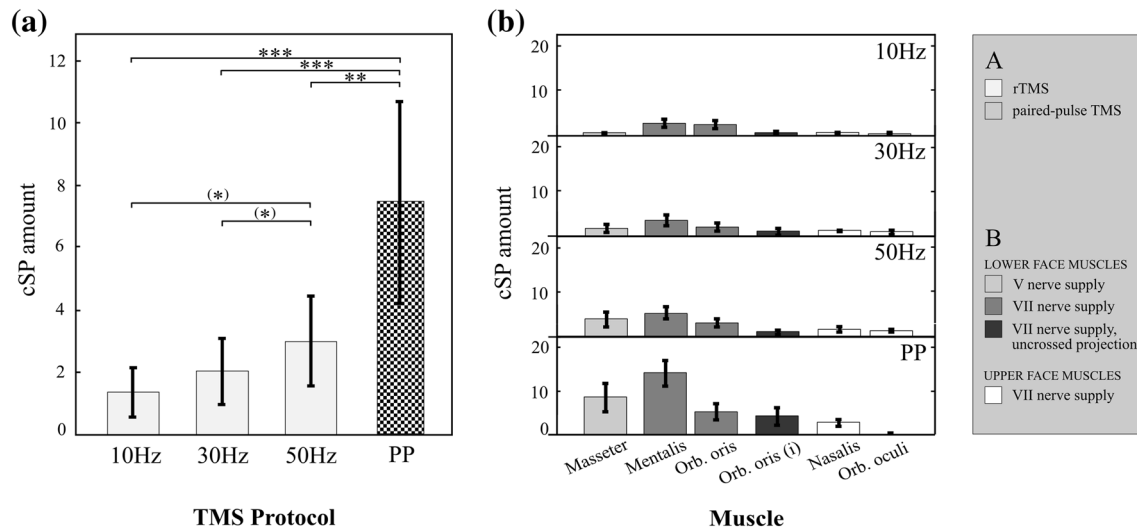 (a)
cSP amount
12
10
8
6
4
2
0
***
***
**
(*)
(*)
10Hz 30Hz 50Hz PP
TMS Protocol
(b)
cSP amount
20
10
10Hz
20
10
30Hz
20
10
50Hz
20
10
0
PP
Masseter Mentalis Orb. oris Orb. oris (i) Nasalis Orb. oculi
Muscle
A
rTMS
paired-pulse TMS
B
LOWER FACE MUSCLES
V nerve supply
VII nerve supply
VII nerve supply,
uncrossed projection
UPPER FACE MUSCLES
VII nerve supply